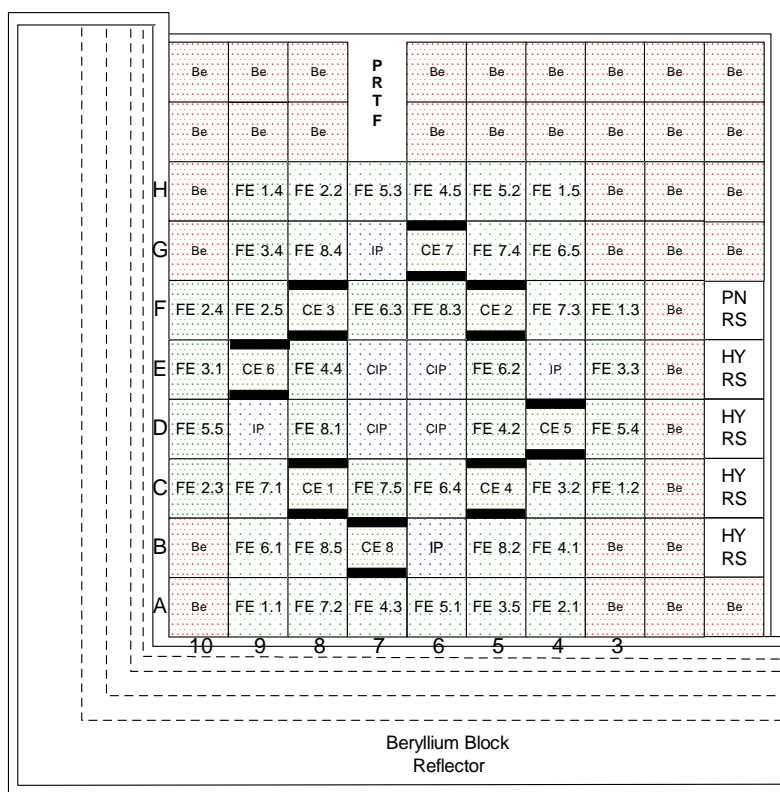 Be Be Be P R T F Be Be Be Be Be Be
Be Be Be Be Be Be Be Be Be
H Be FE 1.4 FE 2.2 FE 5.3 FE 4.5 FE 5.2 FE 1.5 Be Be Be
G Be FE 3.4 FE 8.4 IP CE 7 FE 7.4 FE 6.5 Be Be Be
F FE 2.4 FE 2.5 CE 3 FE 6.3 FE 8.3 CE 2 FE 7.3 FE 1.3 Be PN RS
E FE 3.1 CE 6 FE 4.4 CIP CIP FE 6.2 IP FE 3.3 Be HY RS
D FE 5.5 IP FE 8.1 CIP CIP FE 4.2 CE 5 FE 5.4 Be HY RS
C FE 2.3 FE 7.1 CE 1 FE 7.5 FE 6.4 CE 4 FE 3.2 FE 1.2 Be HY RS
B Be FE 6.1 FE 8.5 CE 8 IP FE 8.2 FE 4.1 Be Be HY RS
A Be FE 1.1 FE 7.2 FE 4.3 FE 5.1 FE 3.5 FE 2.1 Be Be Be
10 9 8 7 6 5 4 3
Beryllium Block
Reflector